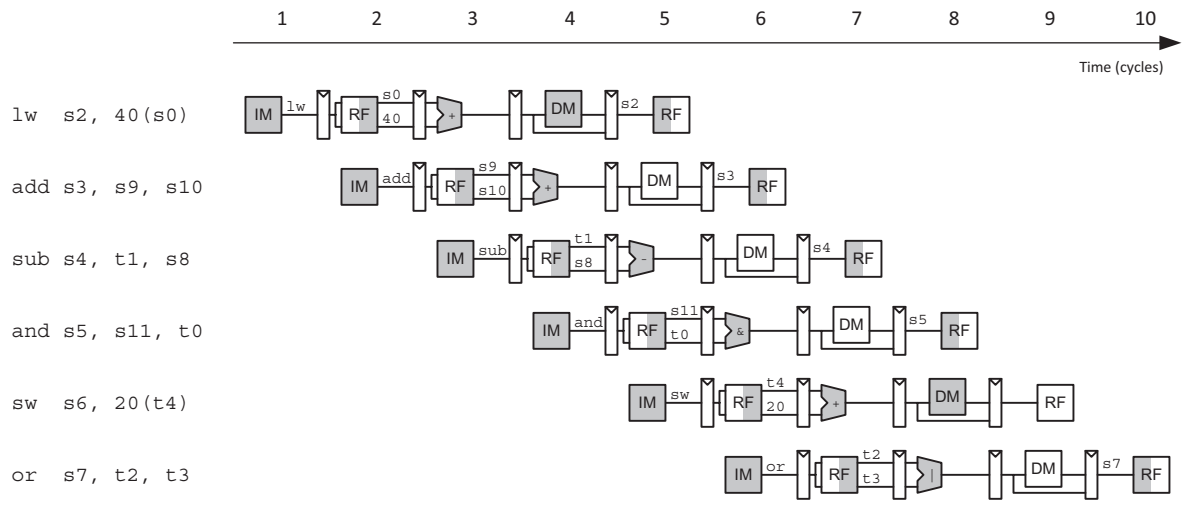 1 2 3 4 5 6 7 8 9 10
Time (cycles)
lw s2, 40(s0) IM lw RF s0 40 + DM s2 RF
add s3, s9, s10 IM add RF s9 s10 + DM s3 RF
sub s4, t1, s8 IM sub RF t1 s8 - DM s4 RF
and s5, s11, t0 IM and RF s11 t0 & DM s5 RF
sw s6, 20(t4) IM sw RF t4 20 + DM RF
or s7, t2, t3 IM or RF t2 t3 | DM s7 RF